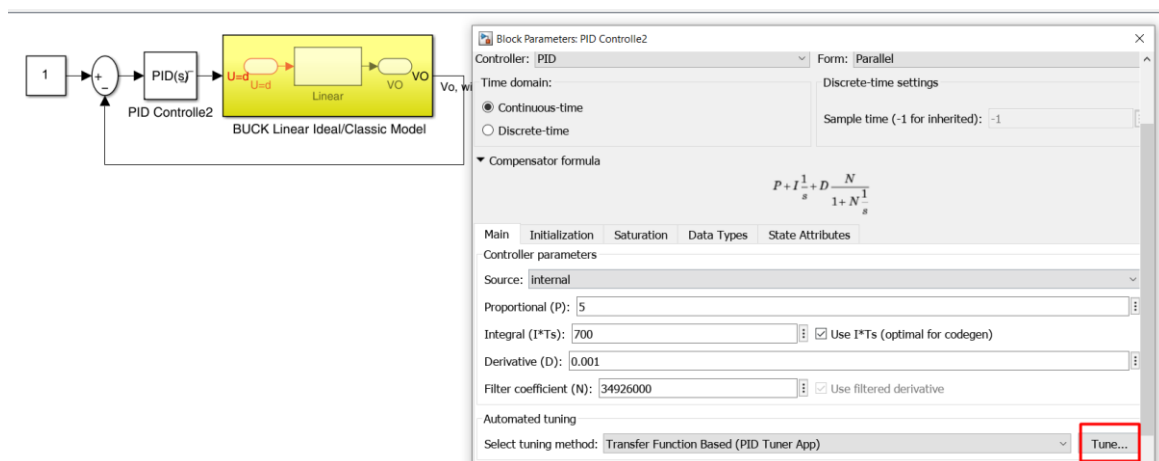 Block Parameters: PID Controlle2
Controller: PID
Form: Parallel
Time domain:
Discrete-time settings
Continuous-time
Discrete-time
Sample time (-1 for inherited): -1
Compensator formula
P + I 1/s + D N/(1 + N 1/s)
Main Initialization Saturation Data Types State Attributes
Controller parameters
Source: internal
Proportional (P): 5
Integral (I*Ts): 700
Use I*Ts (optimal for codegen)
Derivative (D): 0.001
Filter coefficient (N): 34926000
Use filtered derivative
Automated tuning
Select tuning method: Transfer Function Based (PID Tuner App)
Tune...
1
+
−
PID(s)
PID Controlle2
U=d
U=d
Linear
VO
VO
Vo, wi
BUCK Linear Ideal/Classic Model